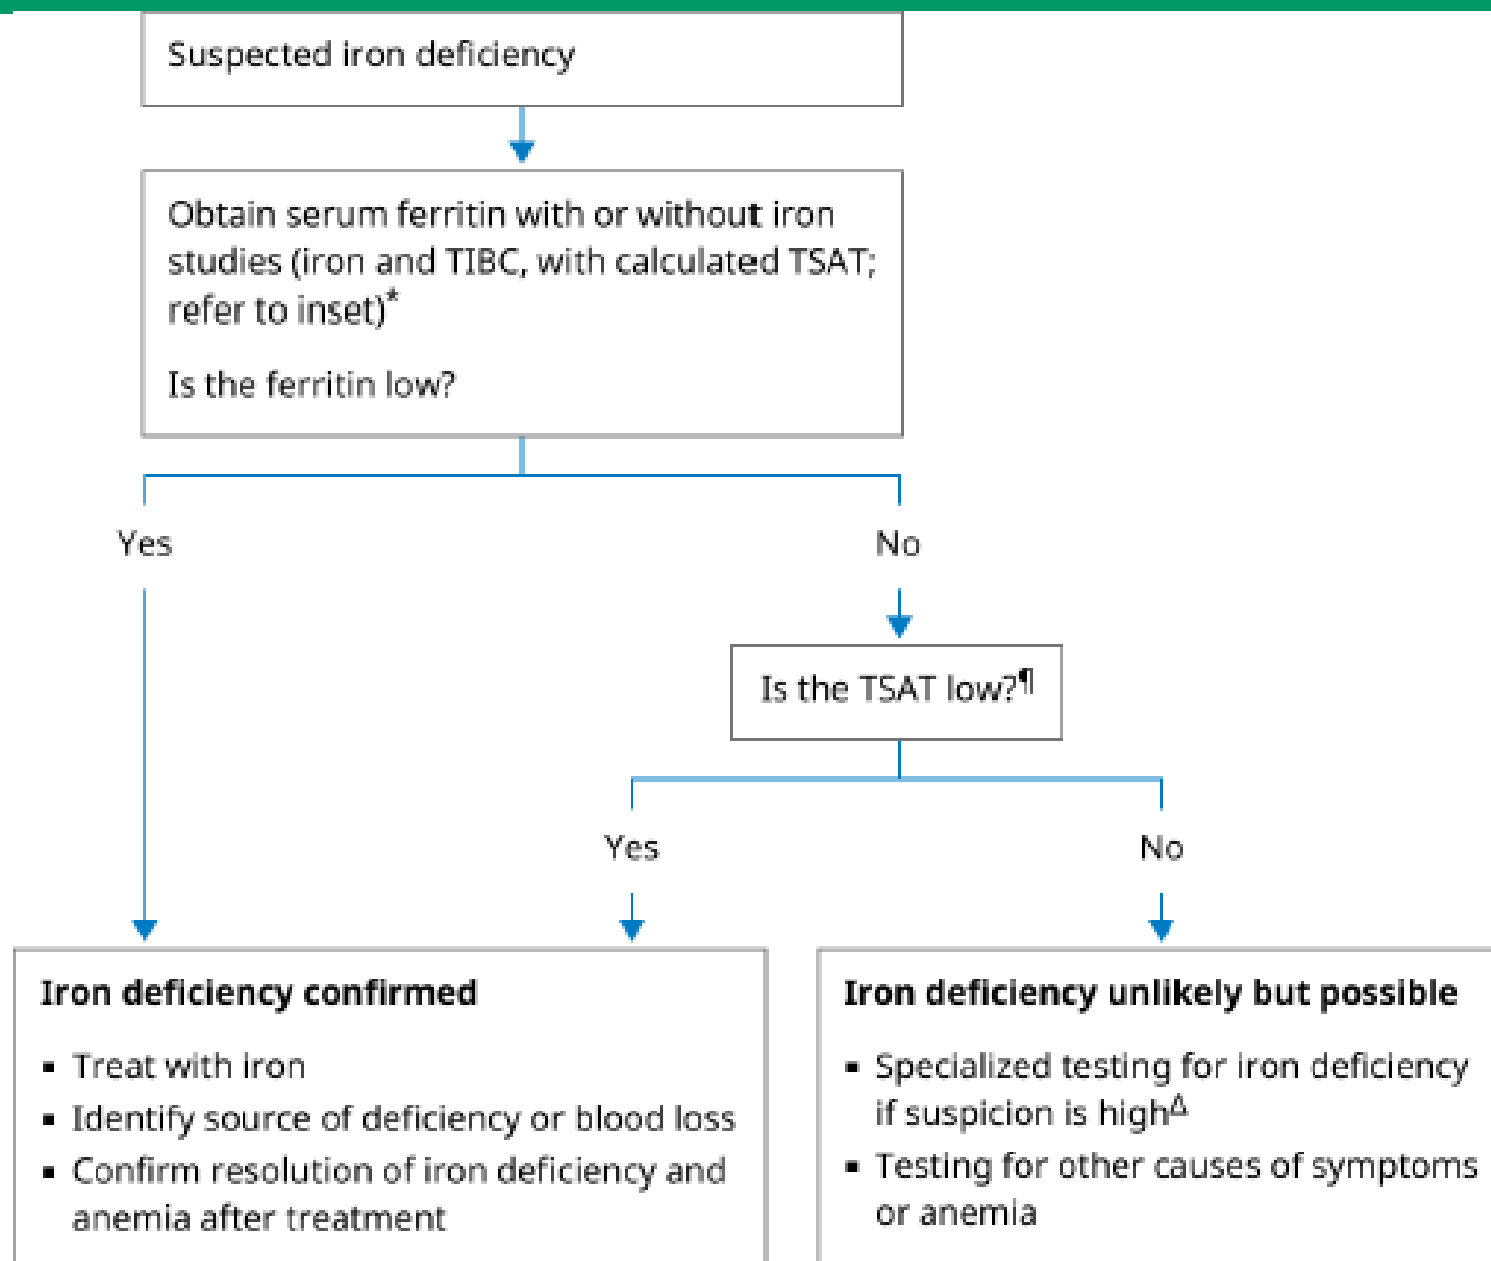 Suspected iron deficiency
Obtain serum ferritin with or without iron
studies (iron and TIBC, with calculated TSAT;
refer to inset)*
Is the ferritin low?
Yes
No
Is the TSAT low?¶
Yes
No
Iron deficiency confirmed
▪ Treat with iron
▪ Identify source of deficiency or blood loss
▪ Confirm resolution of iron deficiency and
anemia after treatment
Iron deficiency unlikely but possible
▪ Specialized testing for iron deficiency
if suspicion is highΔ
▪ Testing for other causes of symptoms
or anemia